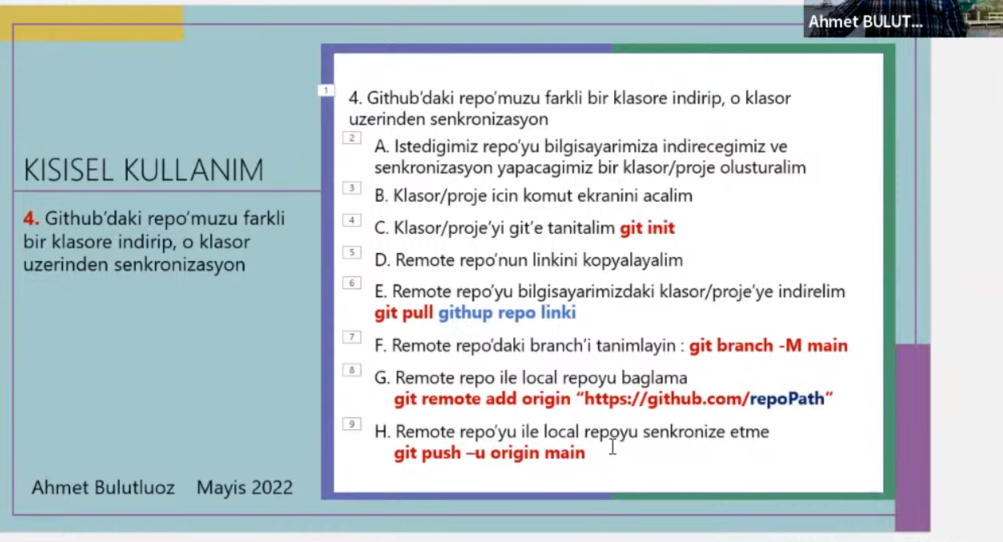 Ahmet BULUT...
KISISEL KULLANIM
4. Github'daki repo'muzu farkli
bir klasore indirip, o klasor
uzerinden senkronizasyon
Ahmet Bulutluoz Mayis 2022
1
4. Github'daki repo'muzu farkli bir klasore indirip, o klasor
uzerinden senkronizasyon
2
A. Istedigimiz repo'yu bilgisayarimiza indirecegimiz ve
senkronizasyon yapacagimiz bir klasor/proje olusturalim
3
B. Klasor/proje icin komut ekranini acalim
4
C. Klasor/proje'yi git'e tanitalim git init
5
D. Remote repo'nun linkini kopyalayalim
6
E. Remote repo'yu bilgisayarimizdaki klasor/proje'ye indirelim
git pull githup repo linki
7
F. Remote repo'daki branch'i tanimlayin : git branch -M main
8
G. Remote repo ile local repoyu baglama
git remote add origin “https://github.com/repoPath”
9
H. Remote repo'yu ile local repoyu senkronize etme
git push –u origin main